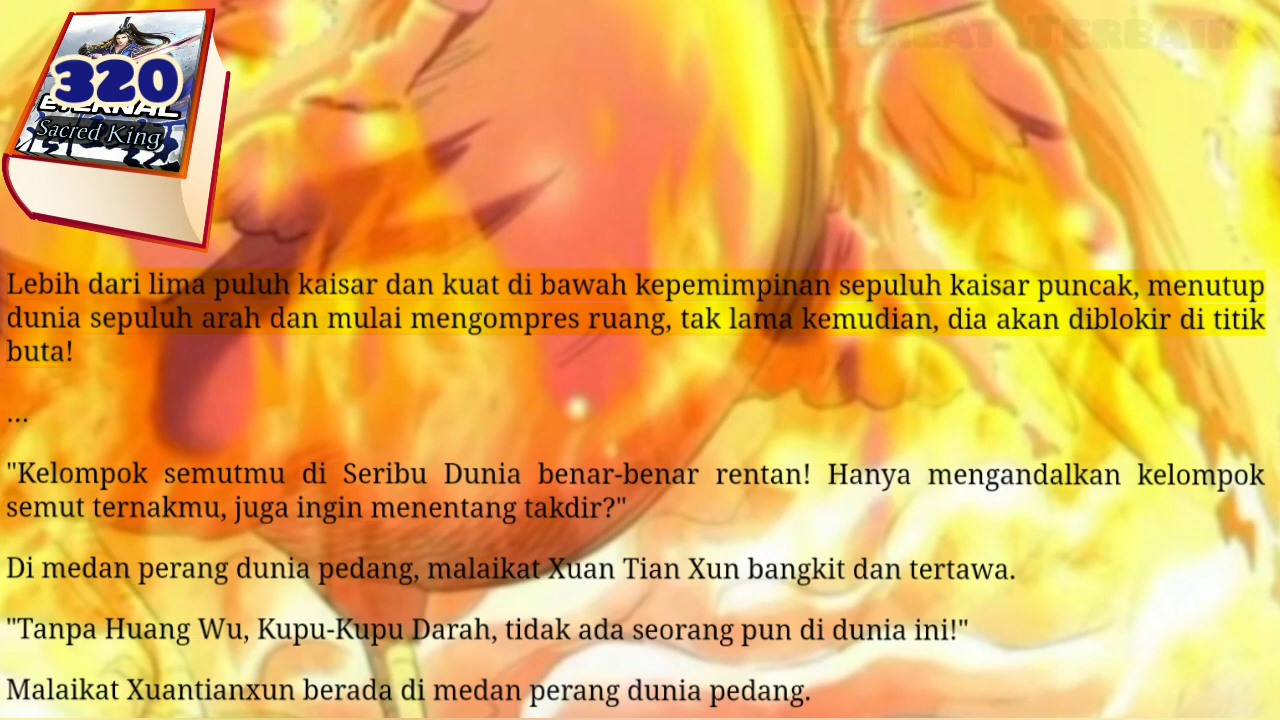 320
ETERNAL
Sacred King
Lebih dari lima puluh kaisar dan kuat di bawah kepemimpinan sepuluh kaisar puncak, menutup
dunia sepuluh arah dan mulai mengompres ruang, tak lama kemudian, dia akan diblokir di titik
buta!
...
"Kelompok semutmu di Seribu Dunia benar-benar rentan! Hanya mengandalkan kelompok
semut ternakmu, juga ingin menentang takdir?"
Di medan perang dunia pedang, malaikat Xuan Tian Xun bangkit dan tertawa.
"Tanpa Huang Wu, Kupu-Kupu Darah, tidak ada seorang pun di dunia ini!"
Malaikat Xuantianxun berada di medan perang dunia pedang.